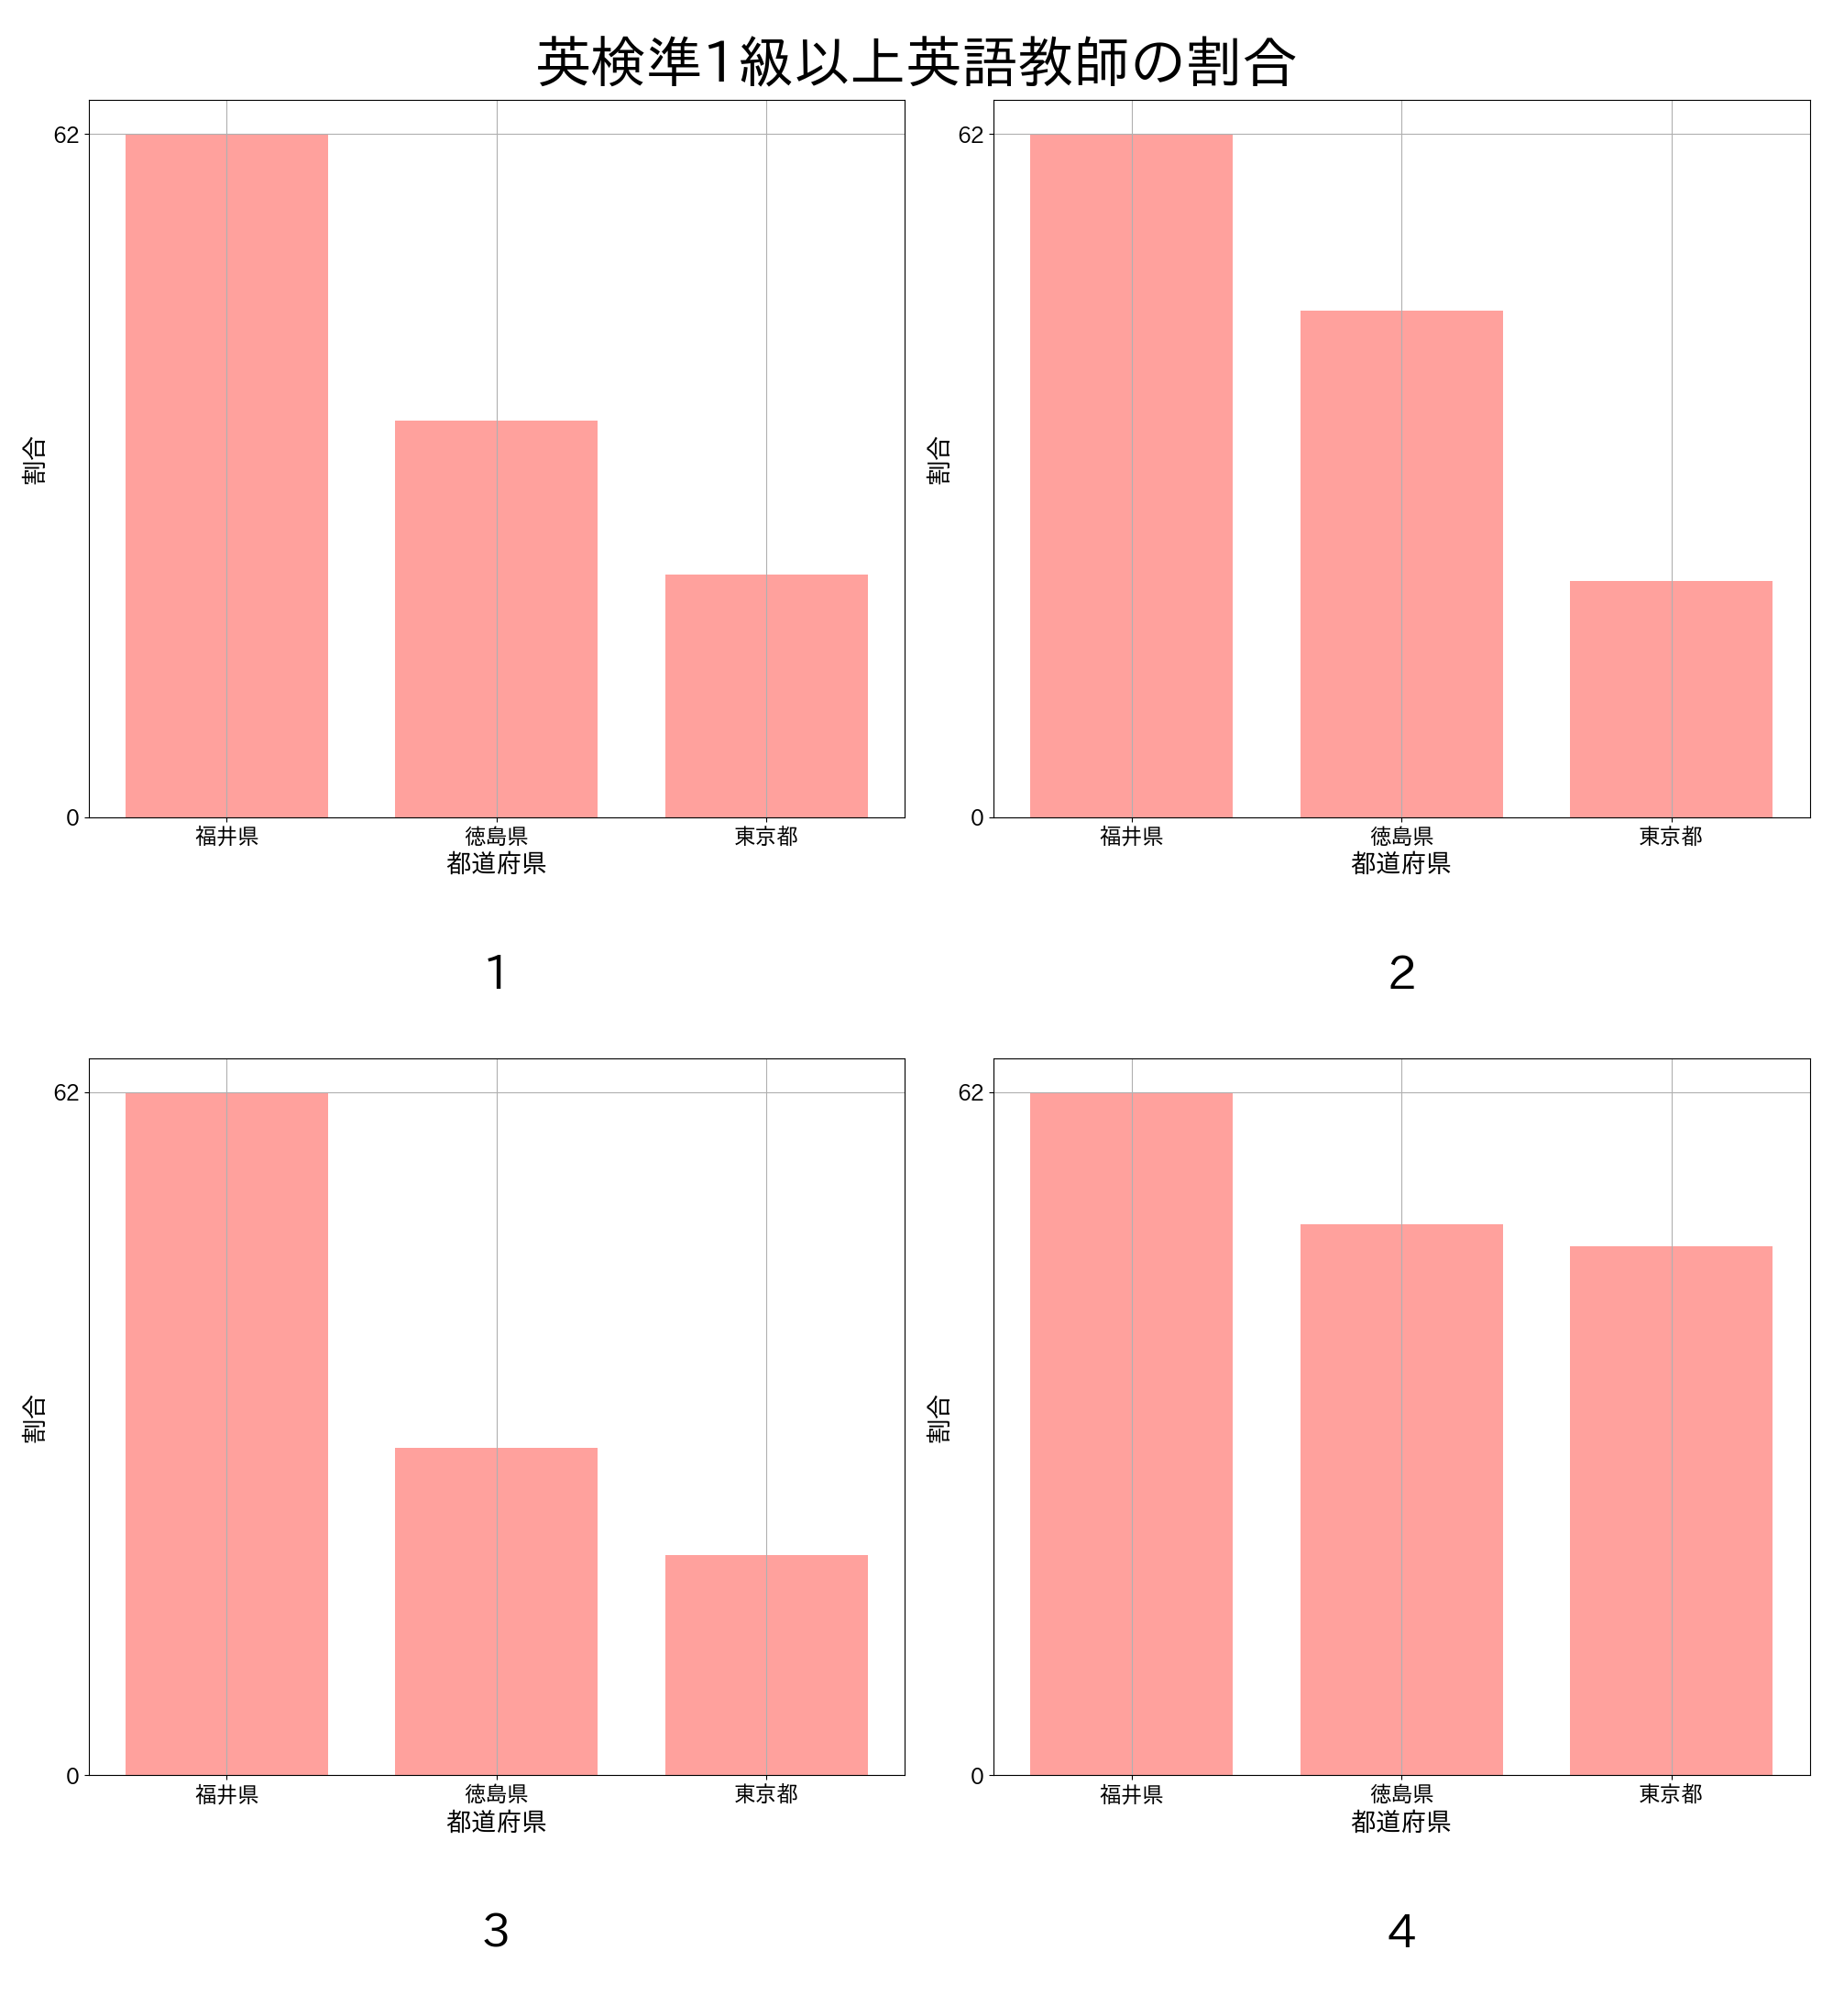 英検準1級以上英語教師の割合
62
0
割合
福井県 徳島県 東京都
都道府県
1
62
0
割合
福井県 徳島県 東京都
都道府県
2
62
0
割合
福井県 徳島県 東京都
都道府県
3
62
0
割合
福井県 徳島県 東京都
都道府県
4